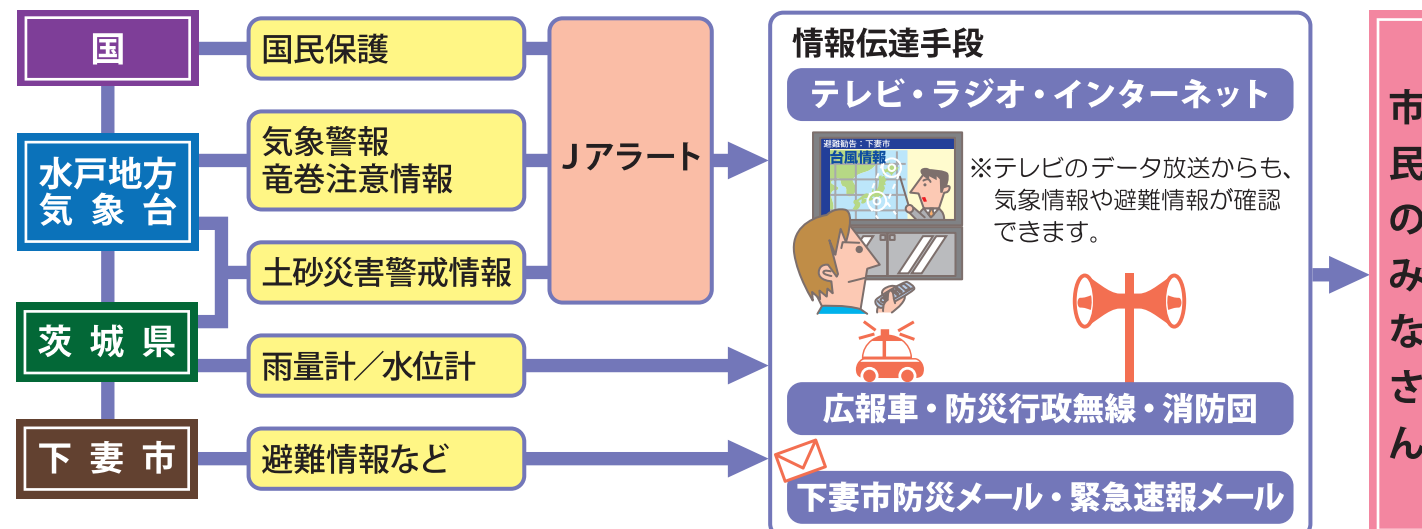 国
国民保護
水戸地方
気象台
気象警報
竜巻注意情報
土砂災害警戒情報
茨城県
雨量計／水位計
下妻市
避難情報など
Jアラート
情報伝達手段
テレビ・ラジオ・インターネット
避難勧告：下妻市
台風情報
※テレビのデータ放送からも、
気象情報や避難情報が確認
できます。
広報車・防災行政無線・消防団
下妻市防災メール・緊急速報メール
市民のみなさん